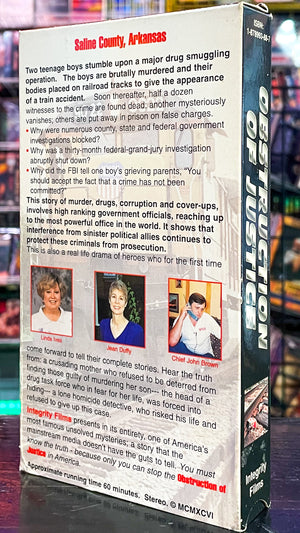 Saline County, Arkansas
Two teenage boys stumble upon a major drug smuggling
operation. The boys are brutally murdered and their
bodies placed on railroad tracks to give the appearance
of a train accident. Soon thereafter, half a dozen
witnesses to the crime are found dead; another mysteriously
vanishes; others are put away in prison on false charges.
• Why were numerous county, state and federal government
investigations blocked?
• Why was a thirty-month federal-grand-jury investigation
abruptly shut down?
• Why did the FBI tell one boy's grieving parents, "You
should accept the fact that a crime has not been
committed?"
This story of murder, drugs, corruption and cover-ups,
involves high ranking government officials, reaching up
to the most powerful office in the world. It shows that
interference from sinister political allies continues to
protect these criminals from prosecution.
This is also a real life drama of heroes who for the first time
Linda Ives
Jean Duffy
Chief John Brown
come forward to tell their complete stories. Hear the truth
from: a crusading mother who refused to be deterred from
finding those guilty of murdering her son— the head of a
drug task force who in fear for her life, was forced into
hiding— a lone homicide detective, who risked his life and
refused to give up this case.
Integrity Films presents in its entirety, one of America's
most famous unsolved mysteries; a story that the
mainstream media doesn't have the guts to tell. You must
know the truth - because only you can stop the Obstruction of
Justice in America.
Approximate running time 60 minutes. Stereo. © MCMXCVI
ISBN:
OBSTRUCTION
OF
JUSTICE
Integrity
Films